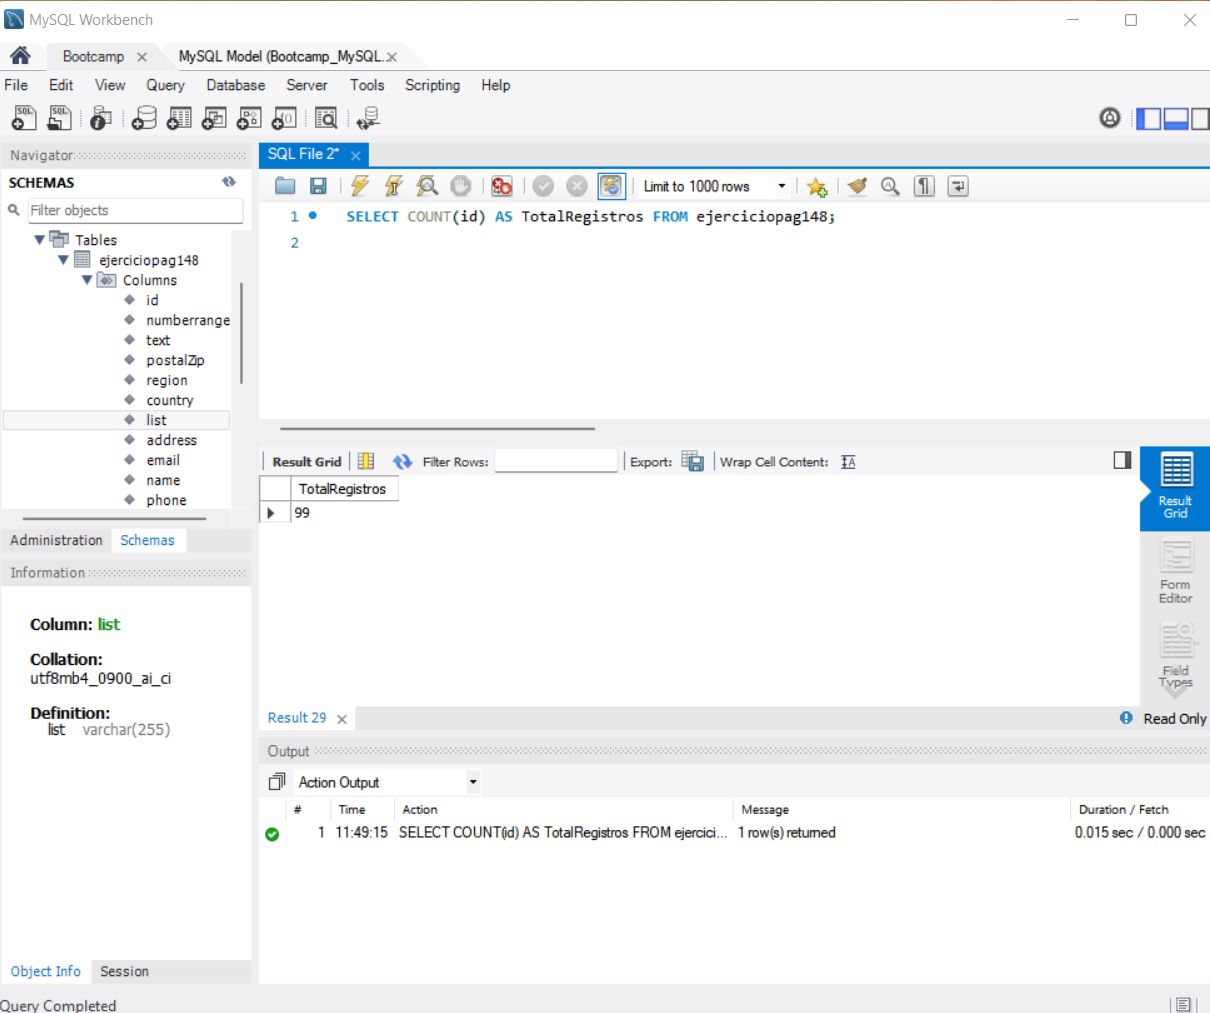 MySQL Workbench
Bootcamp
MySQL Model (Bootcamp_MySQL...
File Edit View Query Database Server Tools Scripting Help
Navigator
SCHEMAS
Filter objects
Tables
ejerciciopag148
Columns
id
numberrange
text
postalZip
region
country
list
address
email
name
phone
Administration Schemas
Information
Column: list
Collation:
utf8mb4_0900_ai_ci
Definition:
list varchar(255)
Object Info Session
SQL File 2*
Limit to 1000 rows
1 SELECT COUNT(id) AS TotalRegistros FROM ejerciciopag148;
2
Result Grid Filter Rows: Export: Wrap Cell Content: IA
TotalRegistros
99
Result Grid
Form Editor
Field Types
Result 29
Read Only
Output
Action Output
# Time Action Message Duration / Fetch
1 11:49:15 SELECT COUNT(id) AS TotalRegistros FROM ejercici... 1 row(s) returned 0.015 sec / 0.000 sec
Query Completed